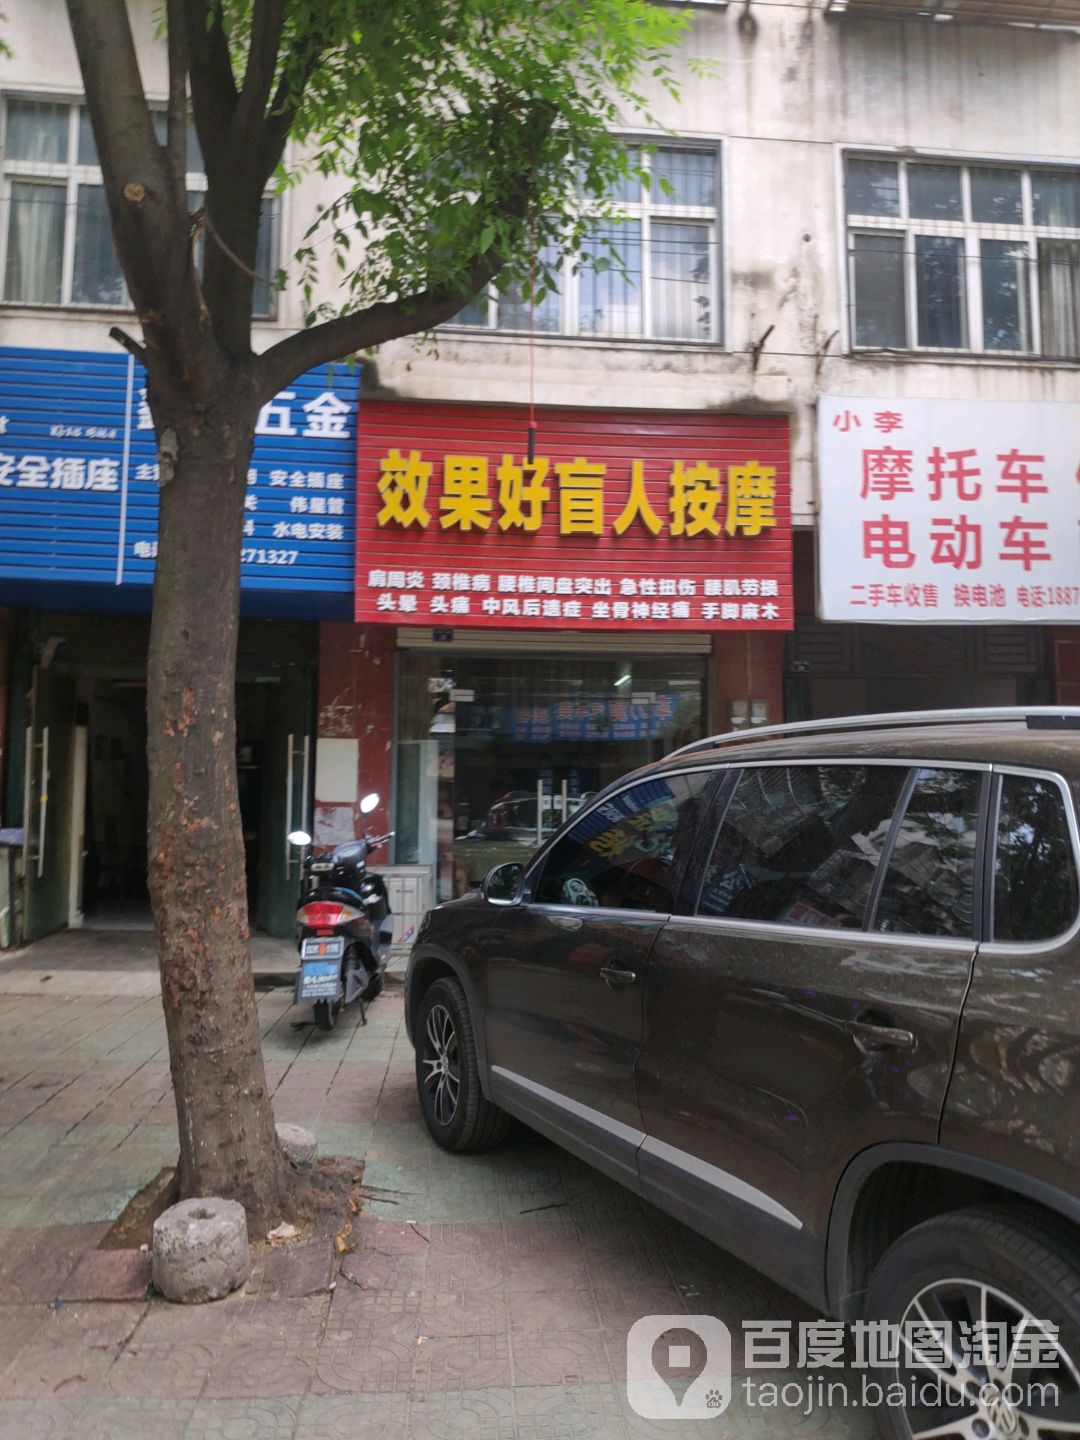 五金
安全插座
安全插座
伟星管
水电安装
271327
效果好盲人按摩
肩周炎 颈椎病 腰椎间盘突出 急性扭伤 腰肌劳损
头晕 头痛 中风后遗症 坐骨神经痛 手脚麻木
小李
摩托车
电动车
二手车收售 换电池 电话:1887
百度地图淘金
taojin.baidu.com